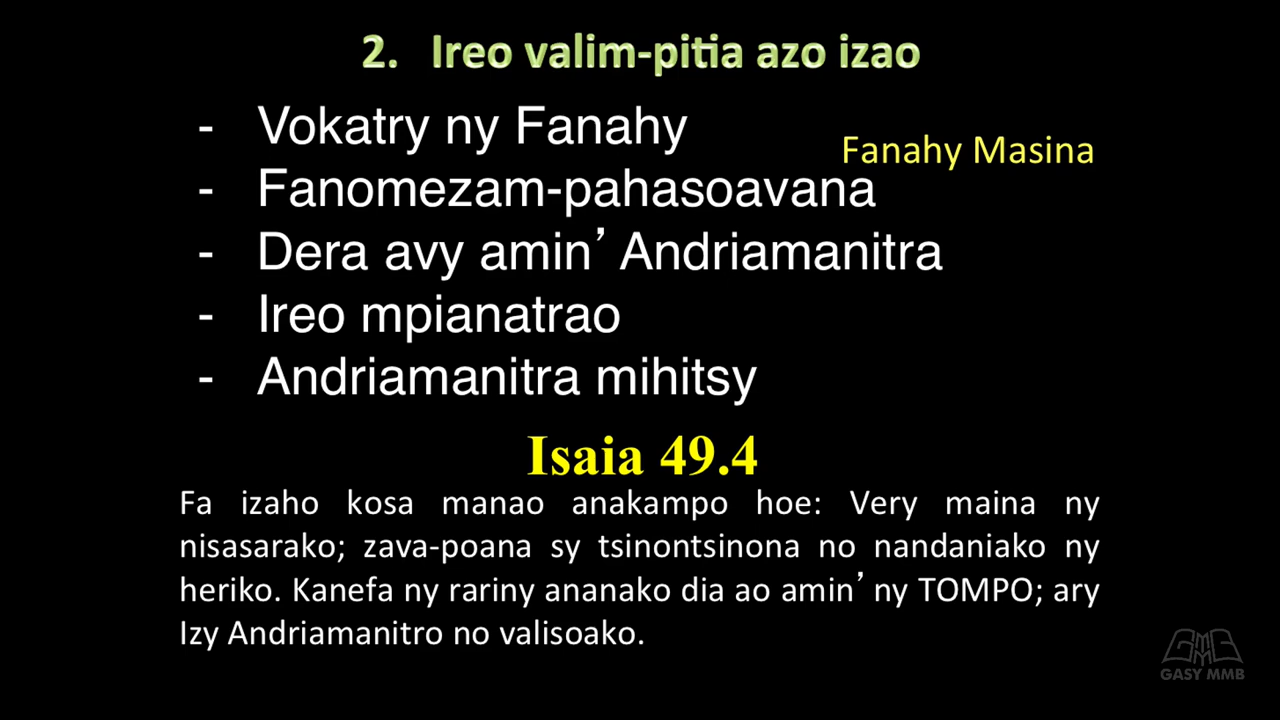 2. Ireo valim-pitia azo izao
- Vokatry ny Fanahy
Fanahy Masina
- Fanomezam-pahasoavana
- Dera avy amin’ Andriamanitra
- Ireo mpianatrao
- Andriamanitra mihitsy
Isaia 49.4
Fa izaho kosa manao anakampo hoe: Very maina ny
nisasarako; zava-poana sy tsinontsinona no nandaniako ny
heriko. Kanefa ny rariny ananako dia ao amin’ ny TOMPO; ary
Izy Andriamanitro no valisoako.
GASY MMB